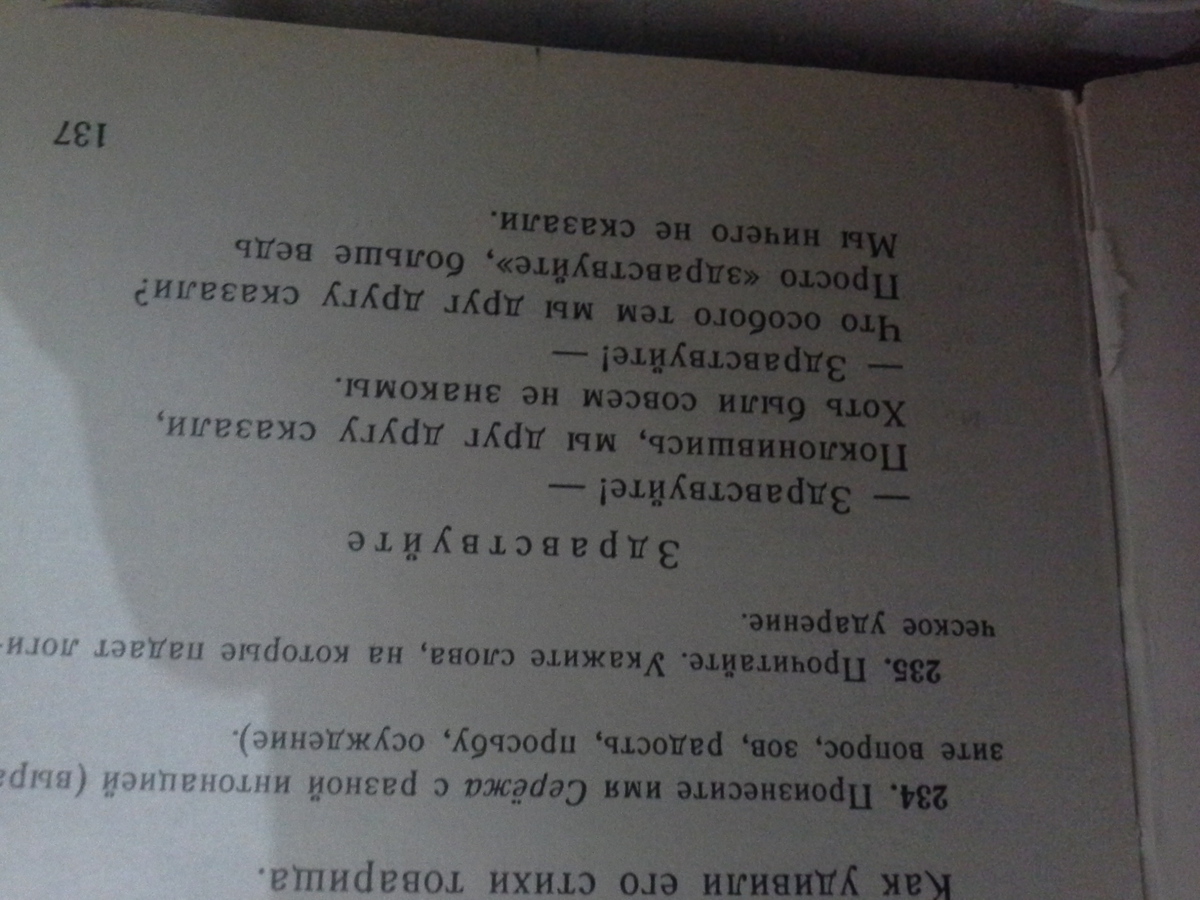 Как удивили его стихи товарища.
234. Произнесите имя Серёжа с разной интонацией (выра
зите вопрос, зов, радость, просьбу, осуждение).
235. Прочитайте. Укажите слова, на которые падает логи-
ческое ударение.
Здравствуйте
— Здравствуйте! —
Поклонившись, мы друг другу сказали,
Хоть были совсем не знакомы.
— Здравствуйте! —
Что особого тем мы друг другу сказали?
Просто «здравствуйте», больше ведь
Мы ничего не сказали.
137